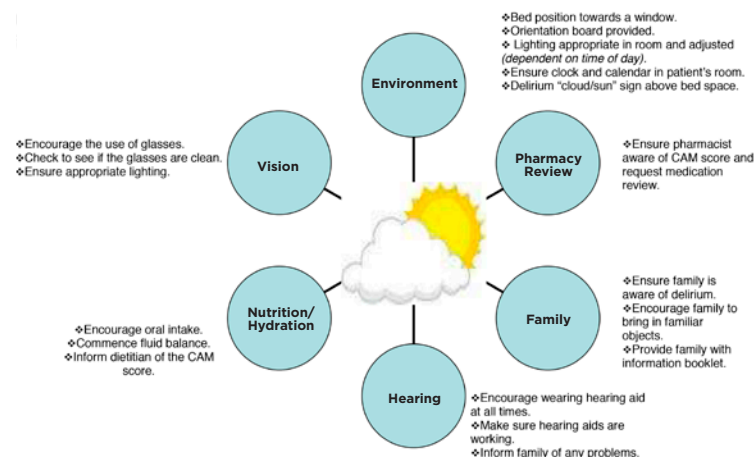 ❖Bed position towards a window.
❖Orientation board provided.
❖ Lighting appropriate in room and adjusted
(dependent on time of day).
❖Ensure clock and calendar in patient's room.
❖Delirium “cloud/sun” sign above bed space.
Environment
❖Encourage the use of glasses.
❖Check to see if the glasses are clean.
❖Ensure appropriate lighting.
Vision
Pharmacy
Review
❖Ensure pharmacist
aware of CAM score and
request medication
review.
Nutrition/
Hydration
❖Encourage oral intake.
❖Commence fluid balance.
❖Inform dietitian of the CAM
score.
Family
❖Ensure family is
aware of delirium.
❖Encourage family to
bring in familiar
objects.
❖Provide family with
information booklet.
Hearing
❖Encourage wearing hearing aid
at all times.
❖Make sure hearing aids are
working.
❖Inform family of any problems.